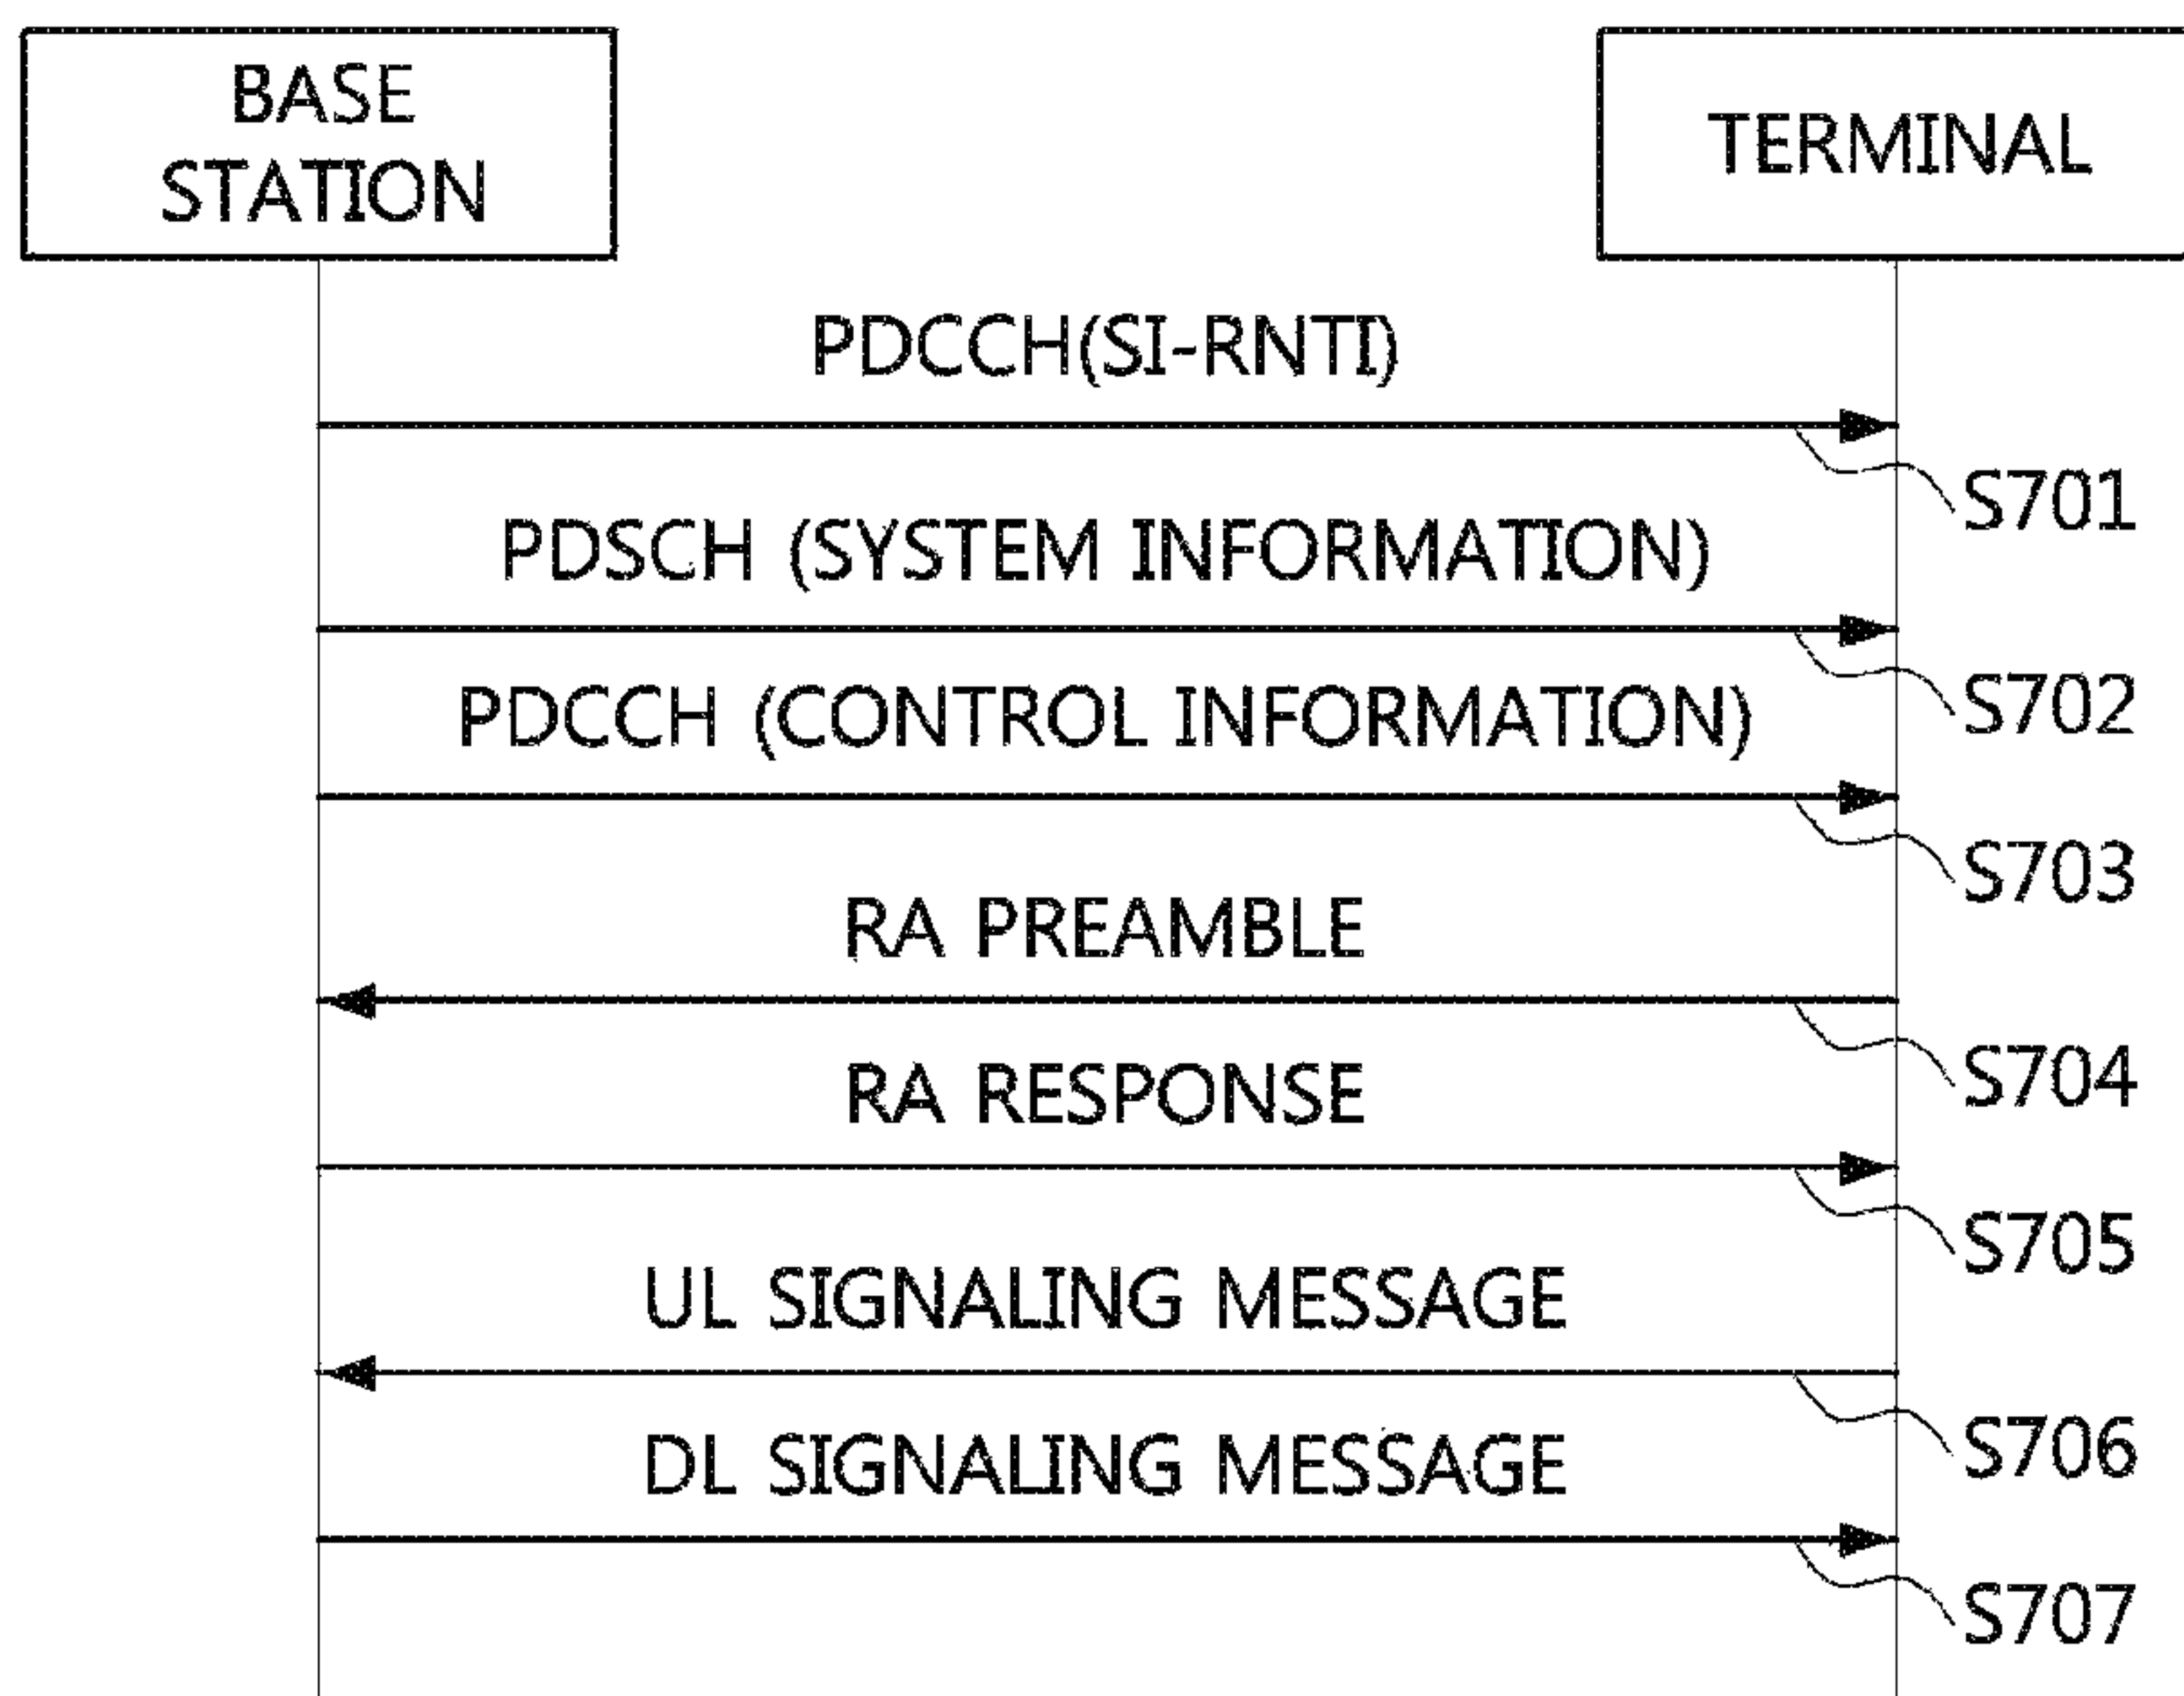 BASE
STATION
TERMINAL
PDCCH(SI-RNTI)
S701
PDSCH (SYSTEM INFORMATION)
S702
PDCCH (CONTROL INFORMATION)
S703
RA PREAMBLE
S704
RA RESPONSE
S705
UL SIGNALING MESSAGE
S706
DL SIGNALING MESSAGE
S707